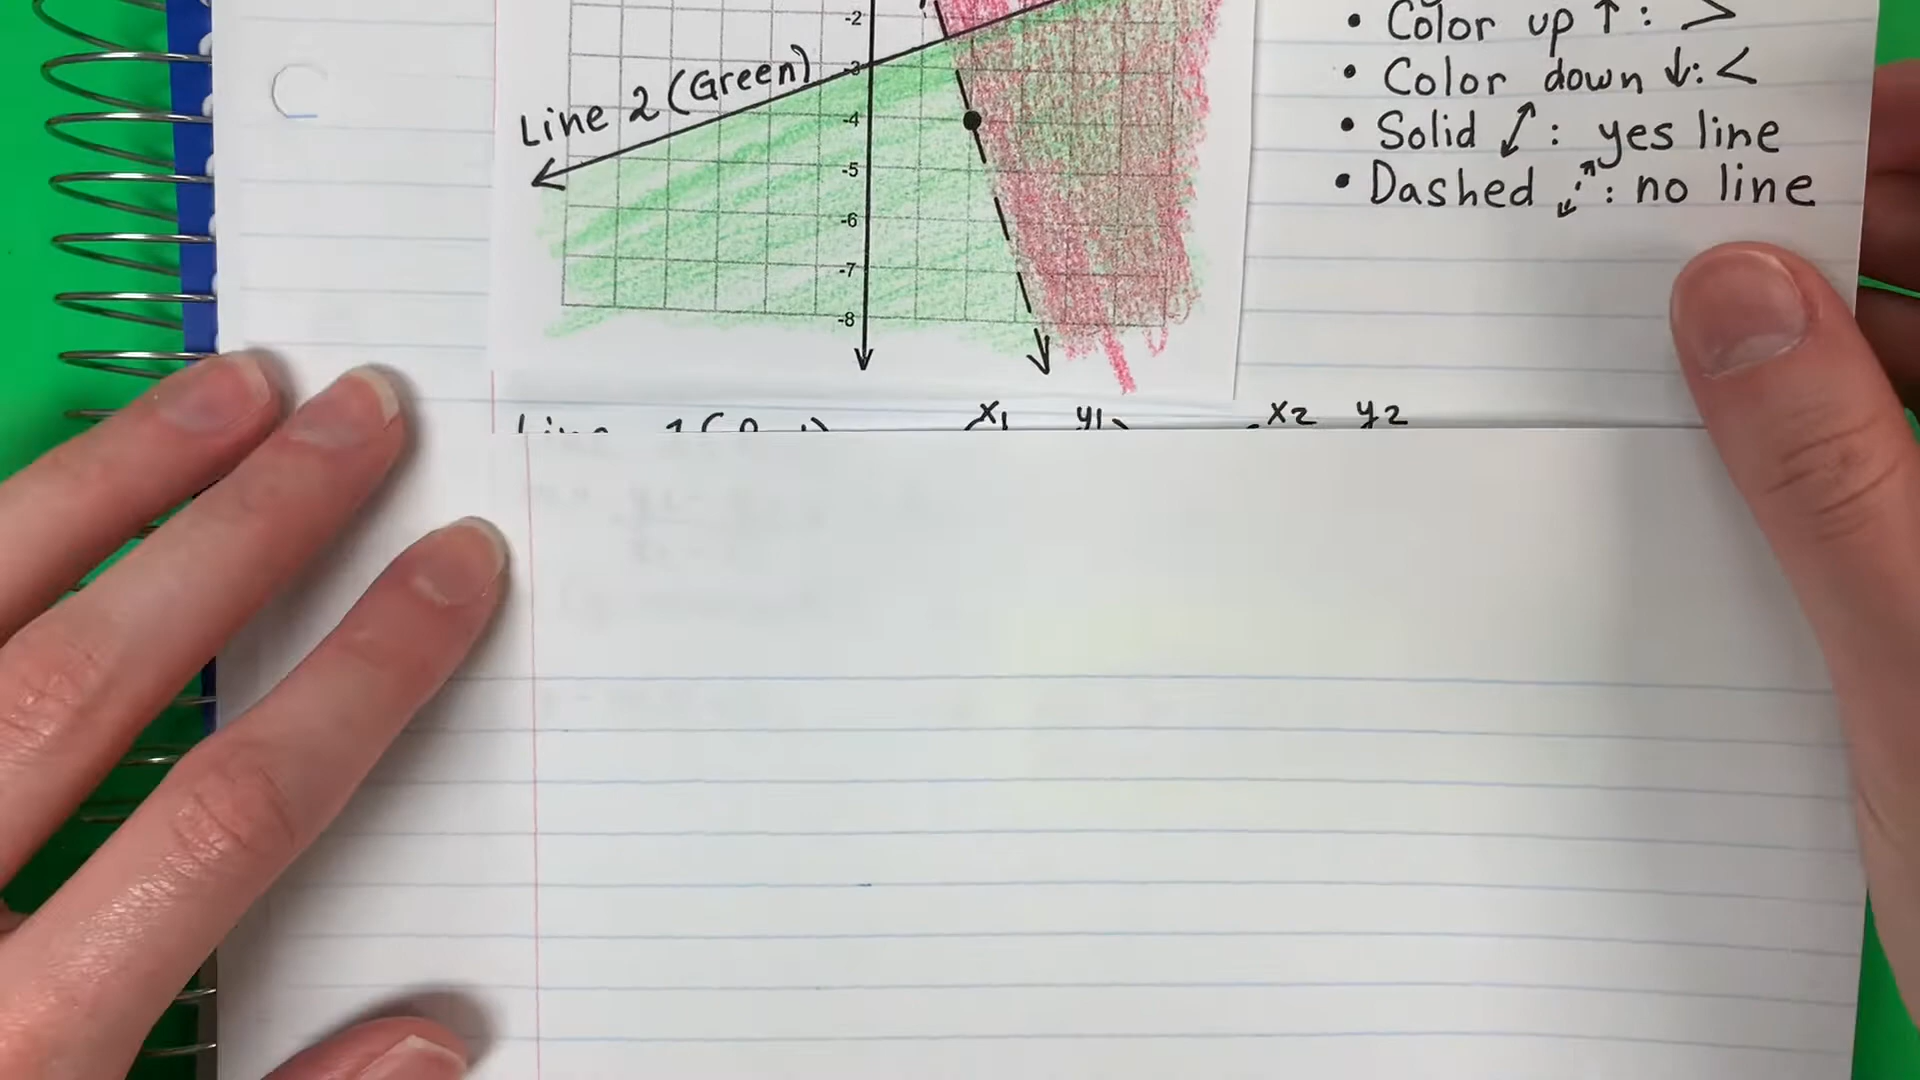 • Color up ↑ : >
• Color down ↓: <
• Solid ⤢ : yes line
• Dashed ⤢ : no line
Line 2 (Green)
-2
-3
-4
-5
-6
-7
-8
x1 y1 x2 y2